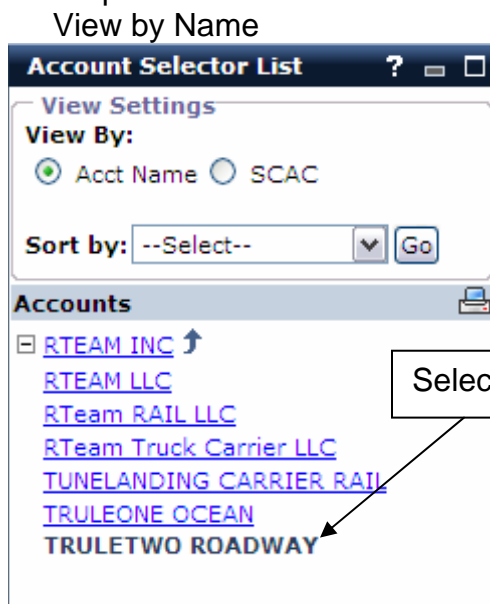 View by Name
Account Selector List ?
View Settings
View By:
Acct Name SCAC
Sort by: --Select-- Go
Accounts
RTEAM INC
RTEAM LLC
RTeam RAIL LLC
RTeam Truck Carrier LLC
TUNELANDING CARRIER RAIL
TRULEONE OCEAN
TRULETWO ROADWAY